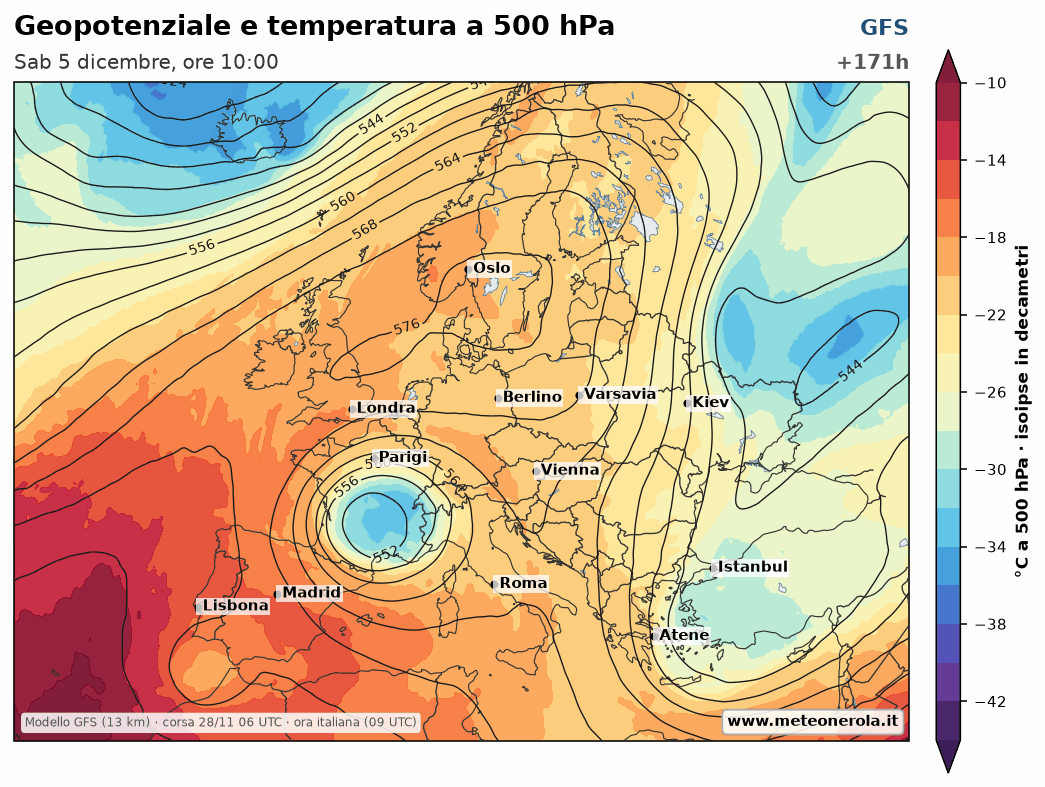 Geopotenziale e temperatura a 500 hPa
GFS
Sab 5 dicembre, ore 10:00
+171h
544
552
564
560
568
556
576
544
556
564
552
Oslo
Londra
Berlino
Varsavia
Kiev
Parigi
Vienna
Madrid
Lisbona
Roma
Istanbul
Atene
Modello GFS (13 km) · corsa 28/11 06 UTC · ora italiana (09 UTC)
www.meteonerola.it
−10
−14
−18
−22
−26
−30
−34
−38
−42
°C a 500 hPa · isoipse in decametri